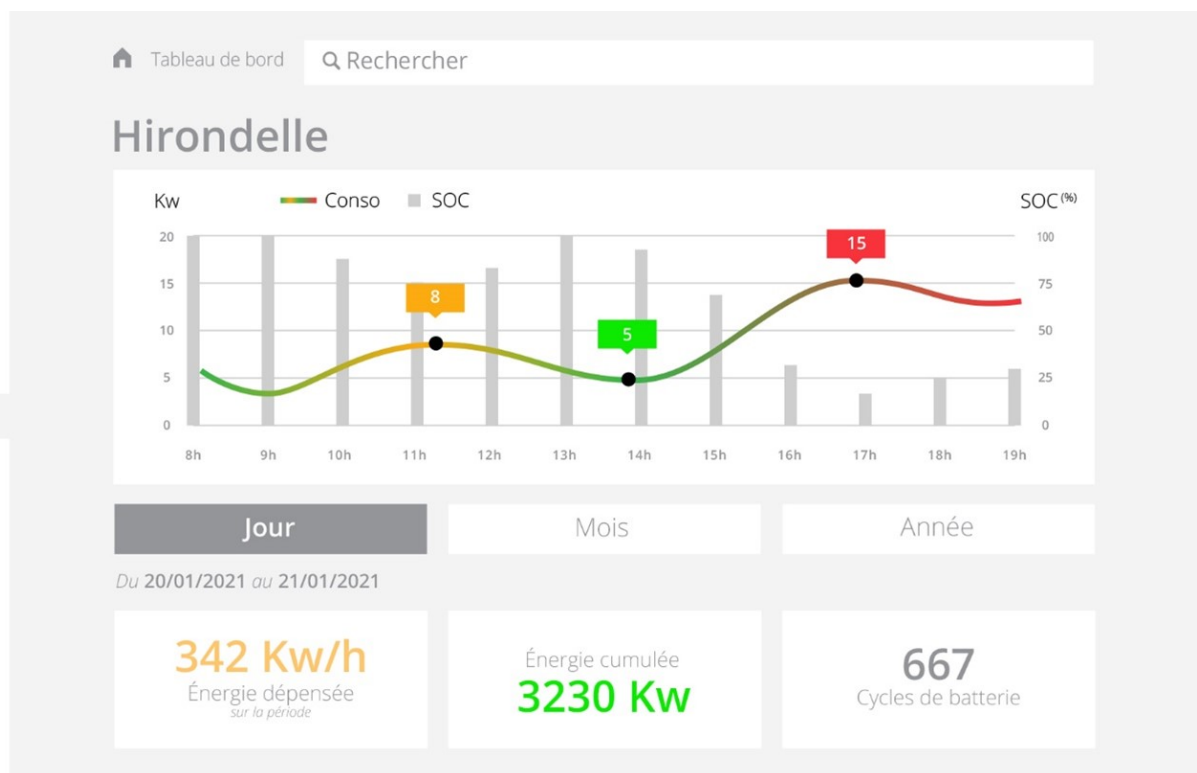 Tableau de bord Rechercher
Hirondelle
Kw Conso SOC SOC (%)
20 100
15
8
15 75
5
10 50
5 25
0 0
8h 9h 10h 11h 12h 13h 14h 15h 16h 17h 18h 19h
Jour Mois Année
Du 20/01/2021 au 21/01/2021
342 Kw/h
Énergie dépensée
sur la période
Énergie cumulée
3230 Kw
667
Cycles de batterie